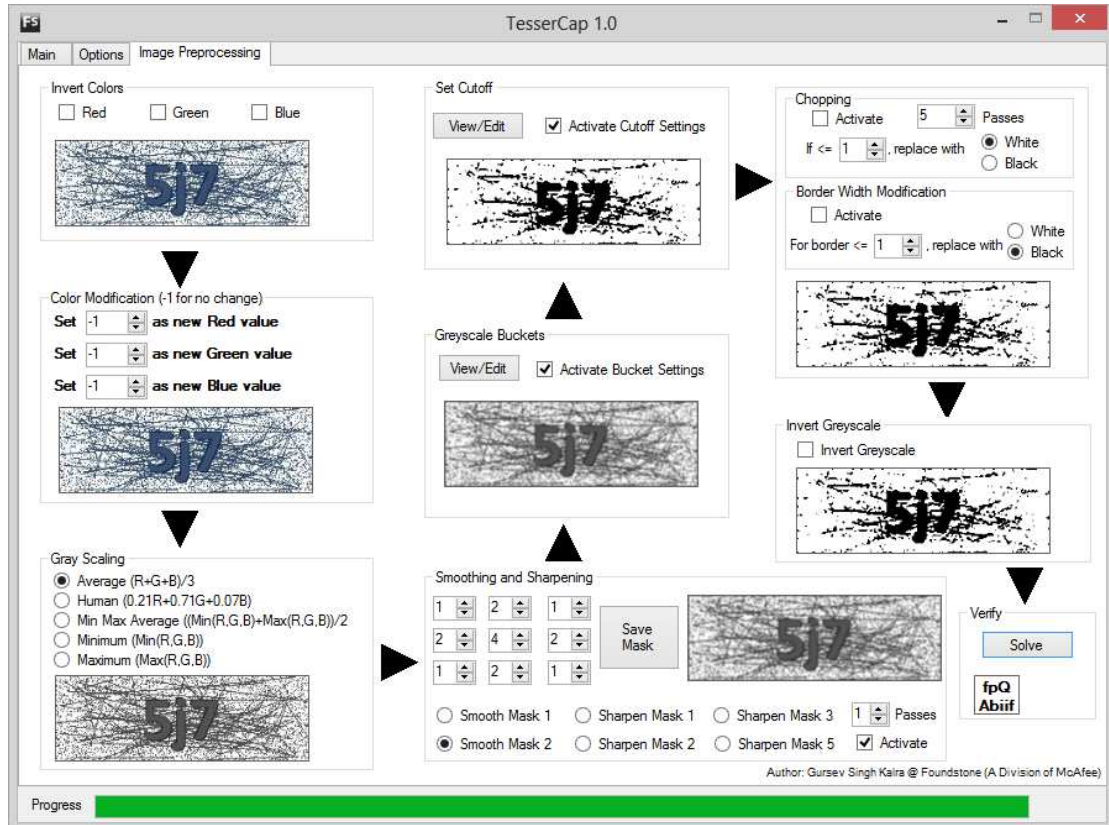 FS
TesserCap 1.0
Main Options Image Preprocessing
Invert Colors
Red Green Blue
5j7
Color Modification (-1 for no change)
Set -1 as new Red value
Set -1 as new Green value
Set -1 as new Blue value
5j7
Gray Scaling
Average (R+G+B)/3
Human (0.21R+0.71G+0.07B)
Min Max Average ((Min(R,G,B)+Max(R,G,B))/2
Minimum (Min(R,G,B))
Maximum (Max(R,G,B))
5j7
Smoothing and Sharpening
1 2 1
2 4 2
1 2 1
Save
Mask
5j7
Smooth Mask 1 Sharpen Mask 1 Sharpen Mask 3 1 Passes
Smooth Mask 2 Sharpen Mask 2 Sharpen Mask 5 Activate
Greyscale Buckets
View/Edit Activate Bucket Settings
5j7
Set Cutoff
View/Edit Activate Cutoff Settings
5j7
Chopping
Activate 5 Passes
If <= 1 , replace with White
Black
Border Width Modification
Activate
For border <= 1 , replace with White
Black
5j7
Invert Greyscale
Invert Greyscale
5j7
Verify
Solve
fpQ
Abiif
Author: Gursev Singh Kalra @ Foundstone (A Division of McAfee)
Progress